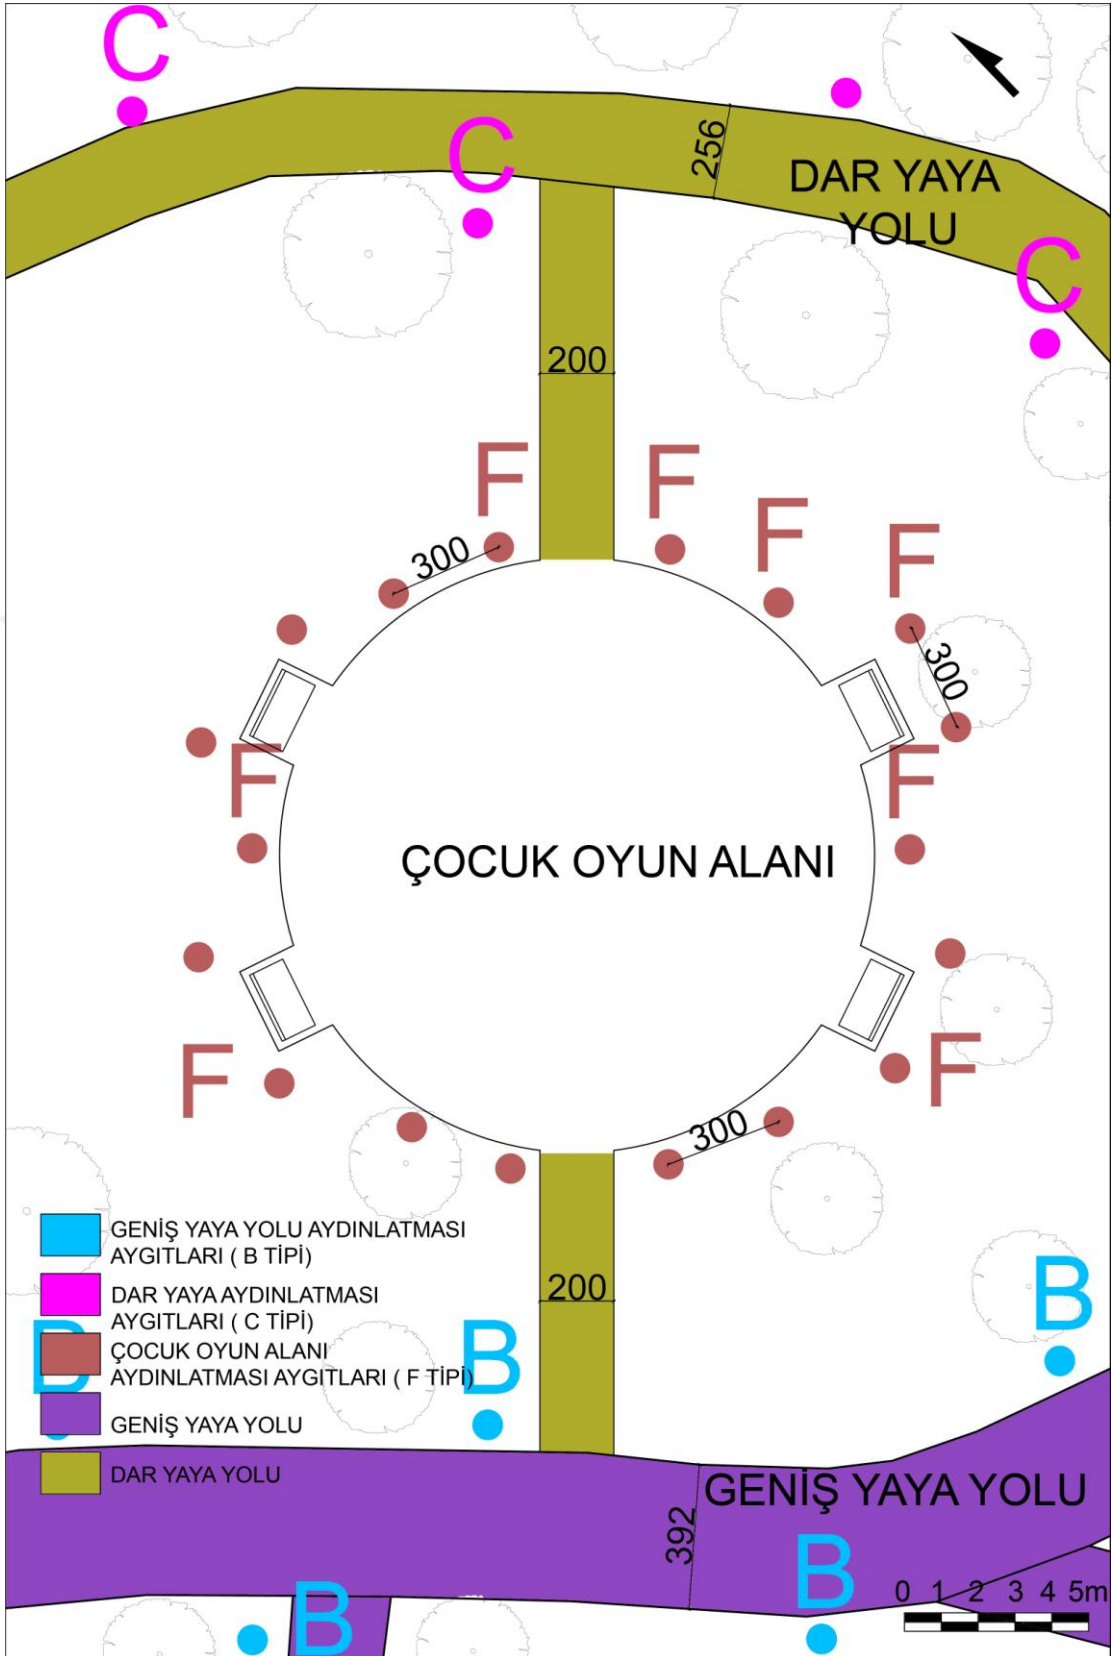 C
C
256
DAR YAYA
YOLU
C
200
F
F
F
F
300
300
F
F
ÇOCUK OYUN ALANI
F
F
300
GENİŞ YAYA YOLU AYDINLATMASI
AYGITLARI ( B TİPİ)
DAR YAYA AYDINLATMASI
AYGITLARI ( C TİPİ)
ÇOCUK OYUN ALANI
AYDINLATMASI AYGITLARI ( F TİPİ)
GENİŞ YAYA YOLU
DAR YAYA YOLU
200
B
B
B
GENİŞ YAYA YOLU
392
B
B
0 1 2 3 4 5m